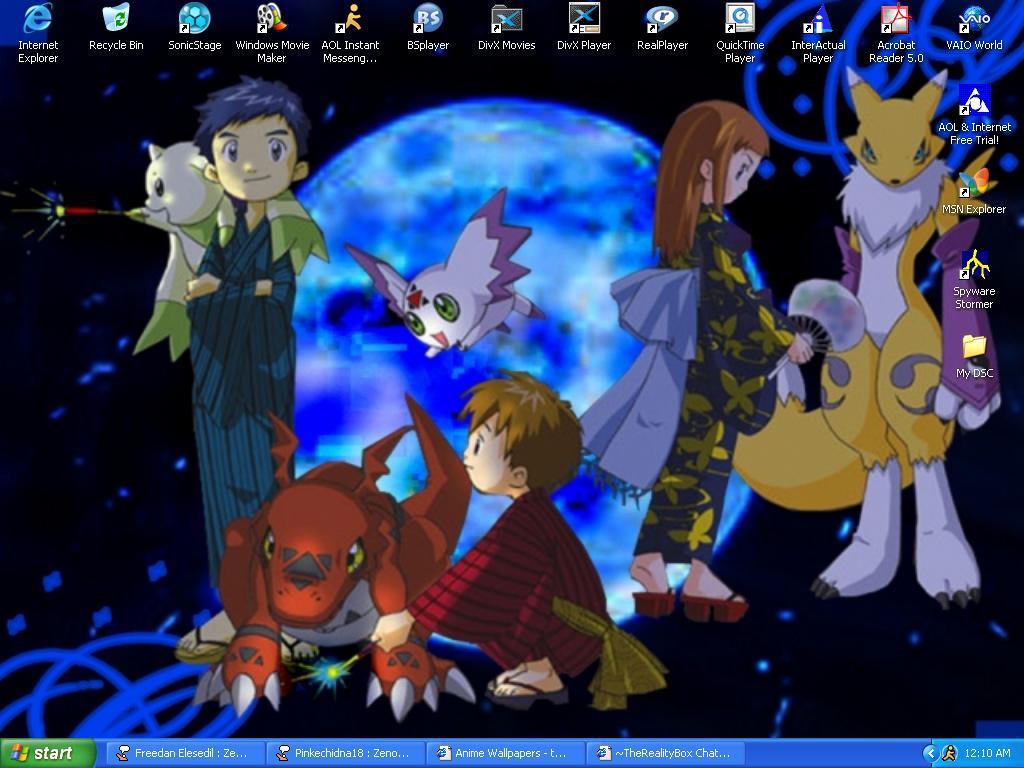 Internet
Explorer
Recycle Bin
SonicStage
Windows Movie
Maker
AOL Instant
Messeng...
BS
BSplayer
DivX Movies
DivX Player
RealPlayer
QuickTime
Player
InterActual
Player
Acrobat
Reader 5.0
VAIO
VAIO World
AOL & Internet
Free Trial!
MSN Explorer
Spyware
Stormer
My DSC
start
Freedan Elesedil : Ze...
Pinkechidna18 : Zeno...
Anime Wallpapers - t...
~TheRealityBox Chat...
12:10 AM